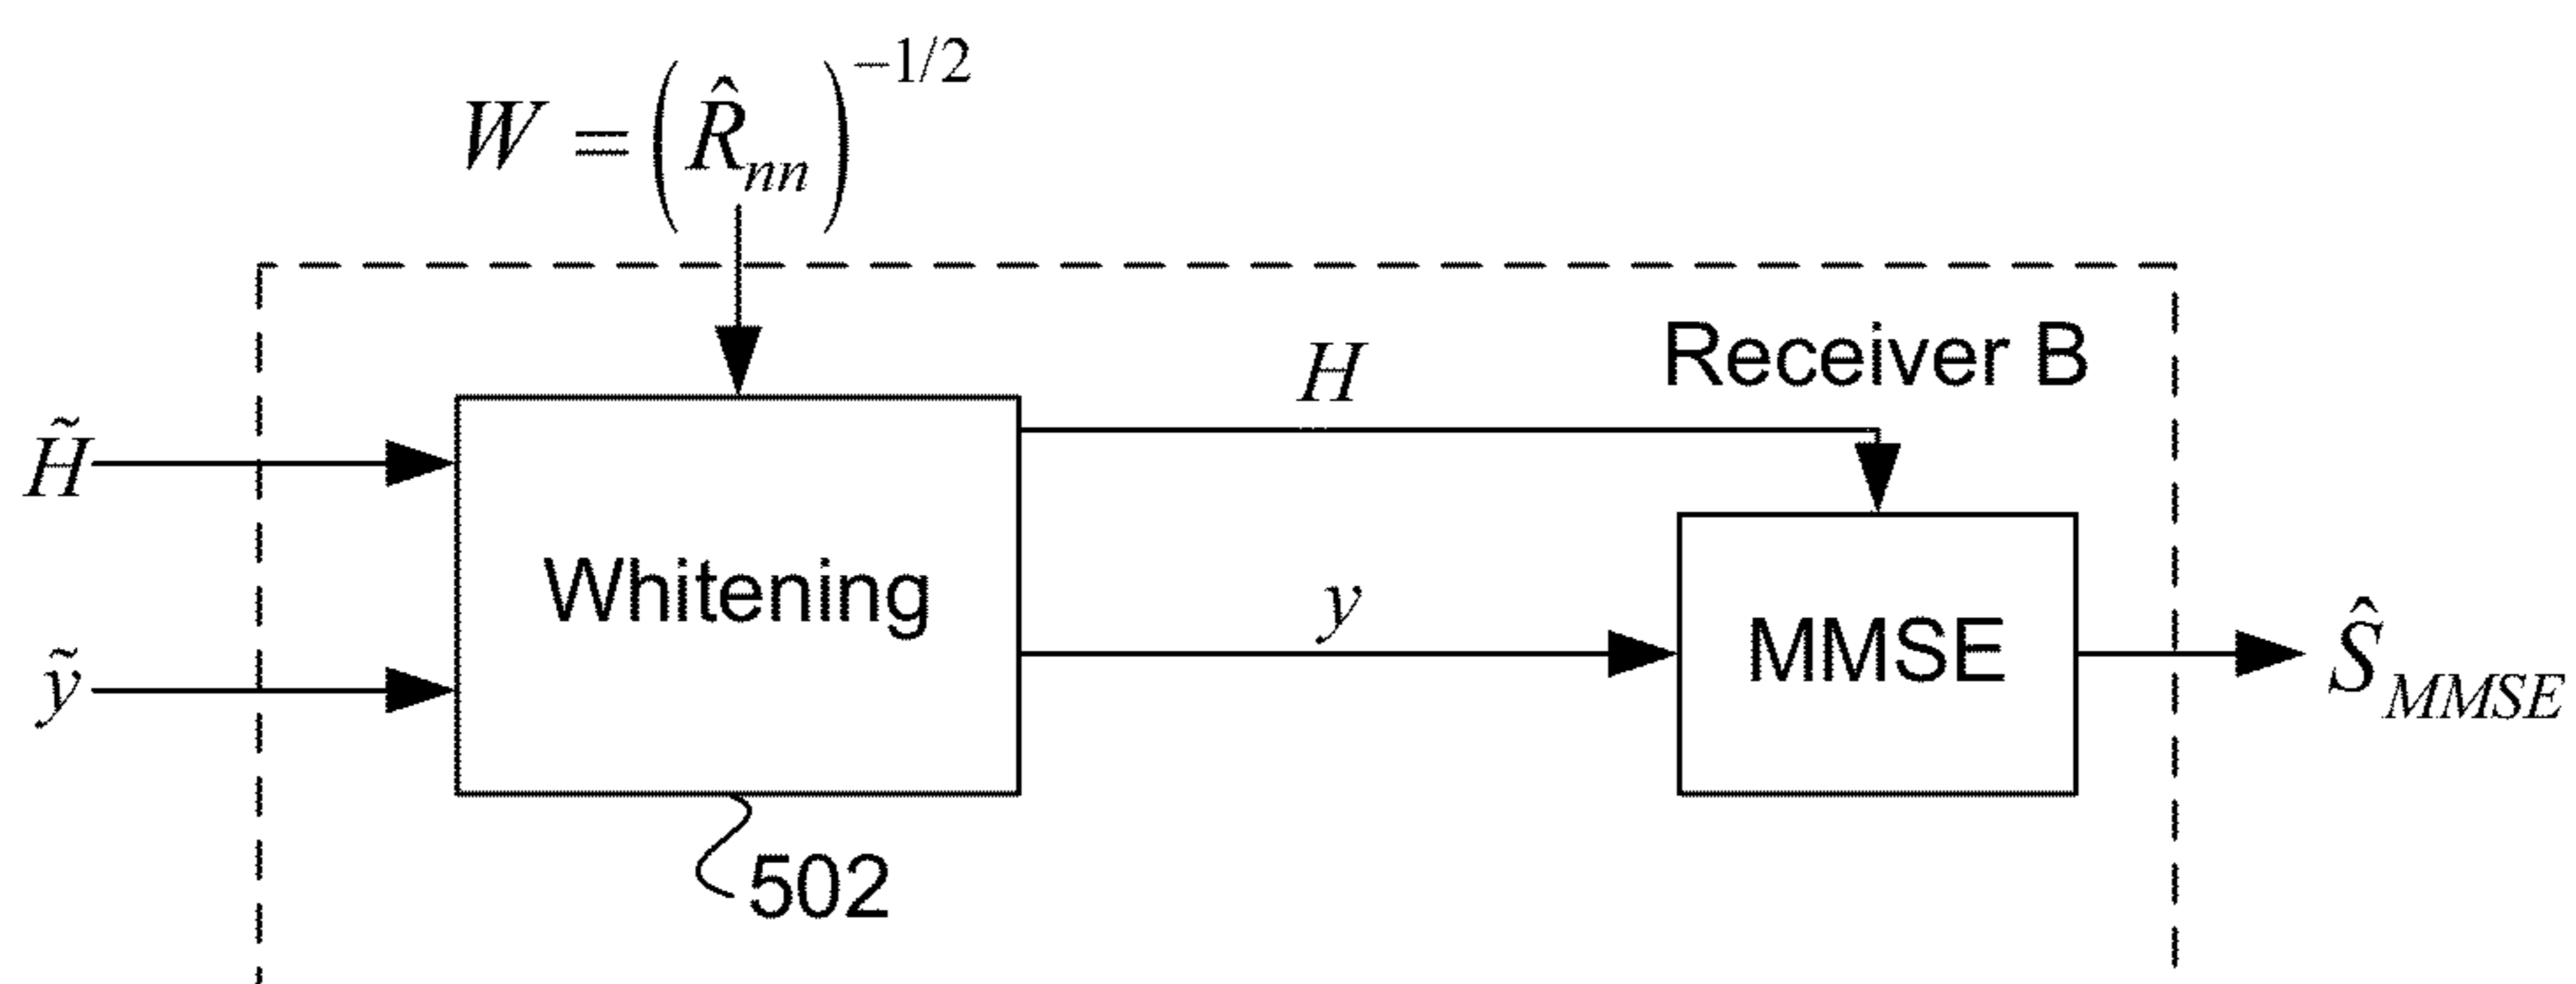 W = (R̂nn)^−1/2
Receiver B
H
H̃
Whitening
y
MMSE
ỹ
ŜMMSE
502